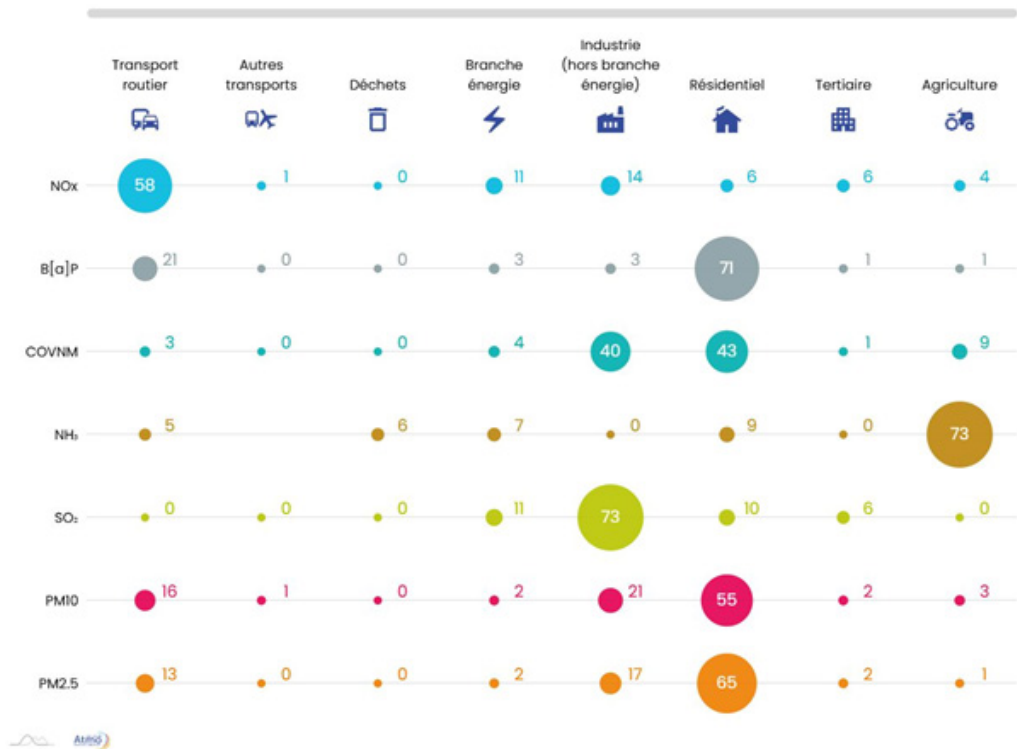 Transport routier
Autres transports
Déchets
Branche énergie
Industrie (hors branche énergie)
Résidentiel
Tertiaire
Agriculture
NOx 58 1 0 11 14 6 6 4
B[a]P 21 0 0 3 3 71 1 1
COVNM 3 0 0 4 40 43 1 9
NH₃ 5 6 7 0 9 0 73
SO₂ 0 0 0 11 73 10 6 0
PM10 16 1 0 2 21 55 2 3
PM2.5 13 0 0 2 17 65 2 1
Atmo